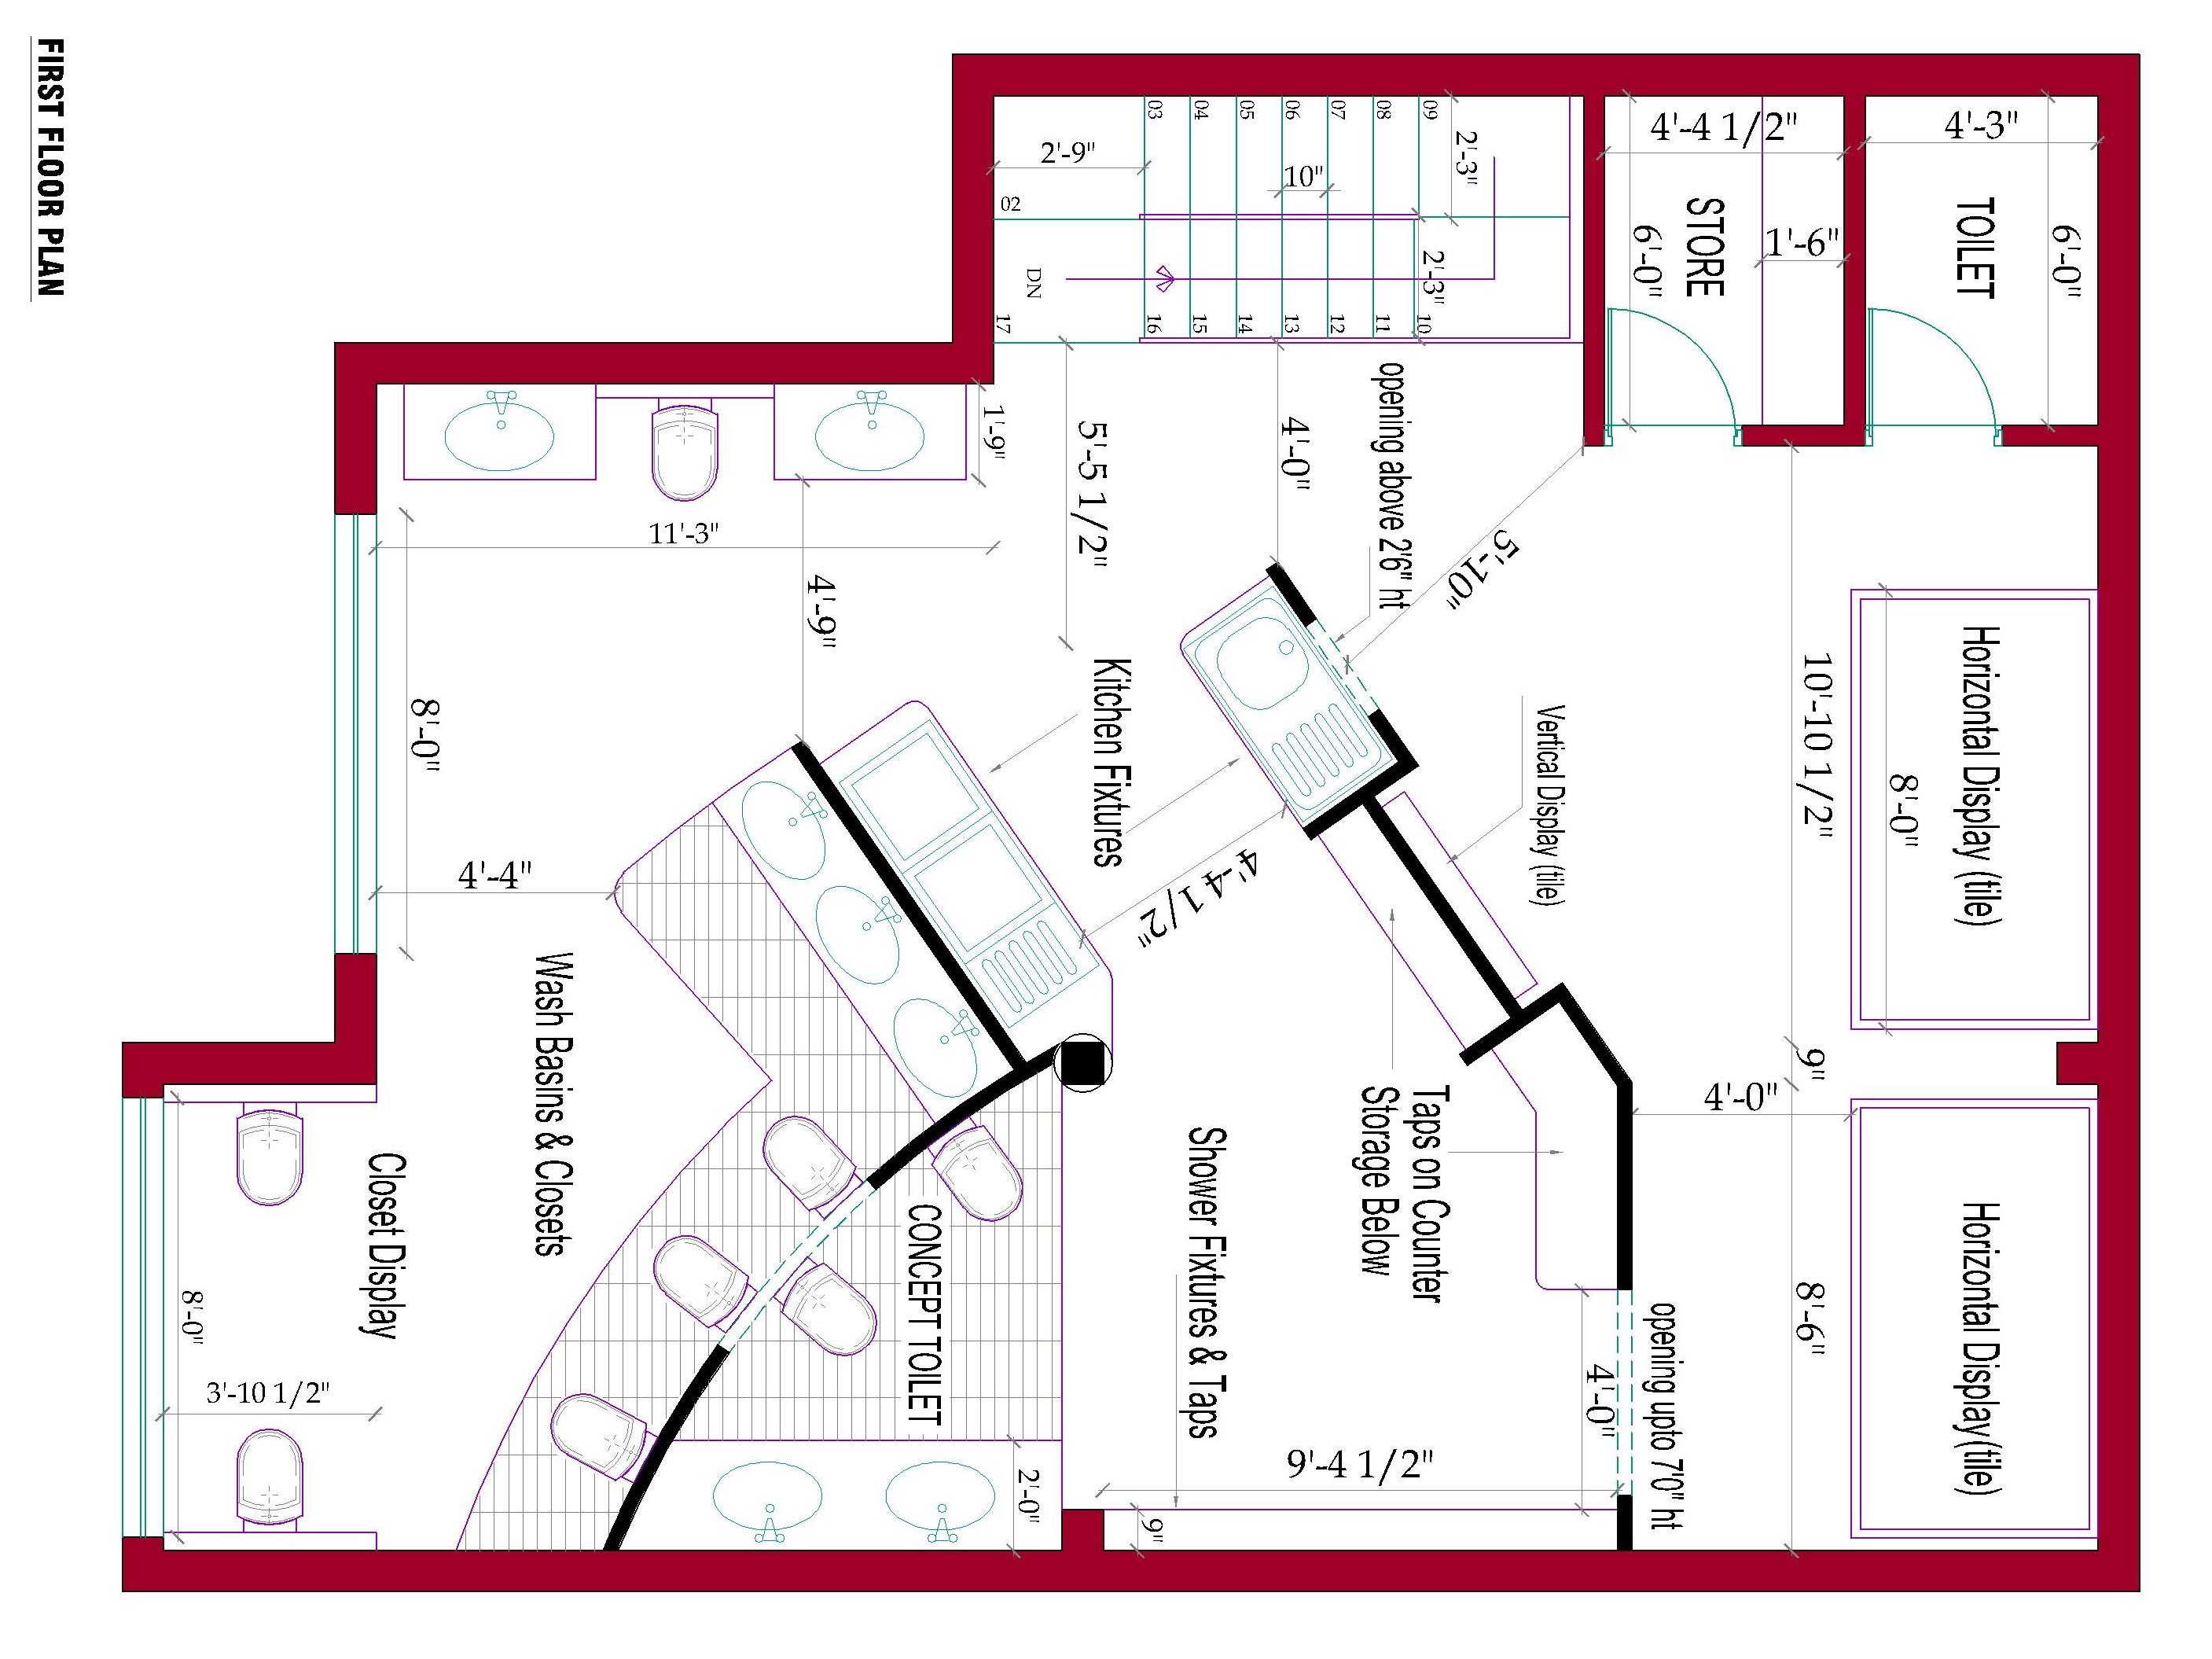 FIRST FLOOR PLAN
03
04
05
06
07
08
09
2'-3"
2'-9"
10"
02
DN
2'-3"
17
16
15
14
13
12
11
10
4'-4 1/2"
STORE
6'-0"
1'-6"
4'-3"
TOILET
6'-0"
1'-9"
5'-5 1/2"
4'-0"
opening above 2'6" ht
5'-10"
11'-3"
4'-9"
8'-0"
4'-4"
Kitchen Fixtures
4'-4 1/2"
Vertical Display (tile)
10'-10 1/2"
Horizontal Display (tile)
8'-0"
9"
4'-0"
Wash Basins & Closets
Closet Display
8'-0"
3'-10 1/2"
CONCEPT TOILET
2'-0"
Shower Fixtures & Taps
Taps on Counter
Storage Below
9'-4 1/2"
9"
4'-0"
opening upto 7'0" ht
8'-6"
Horizontal Display(tile)